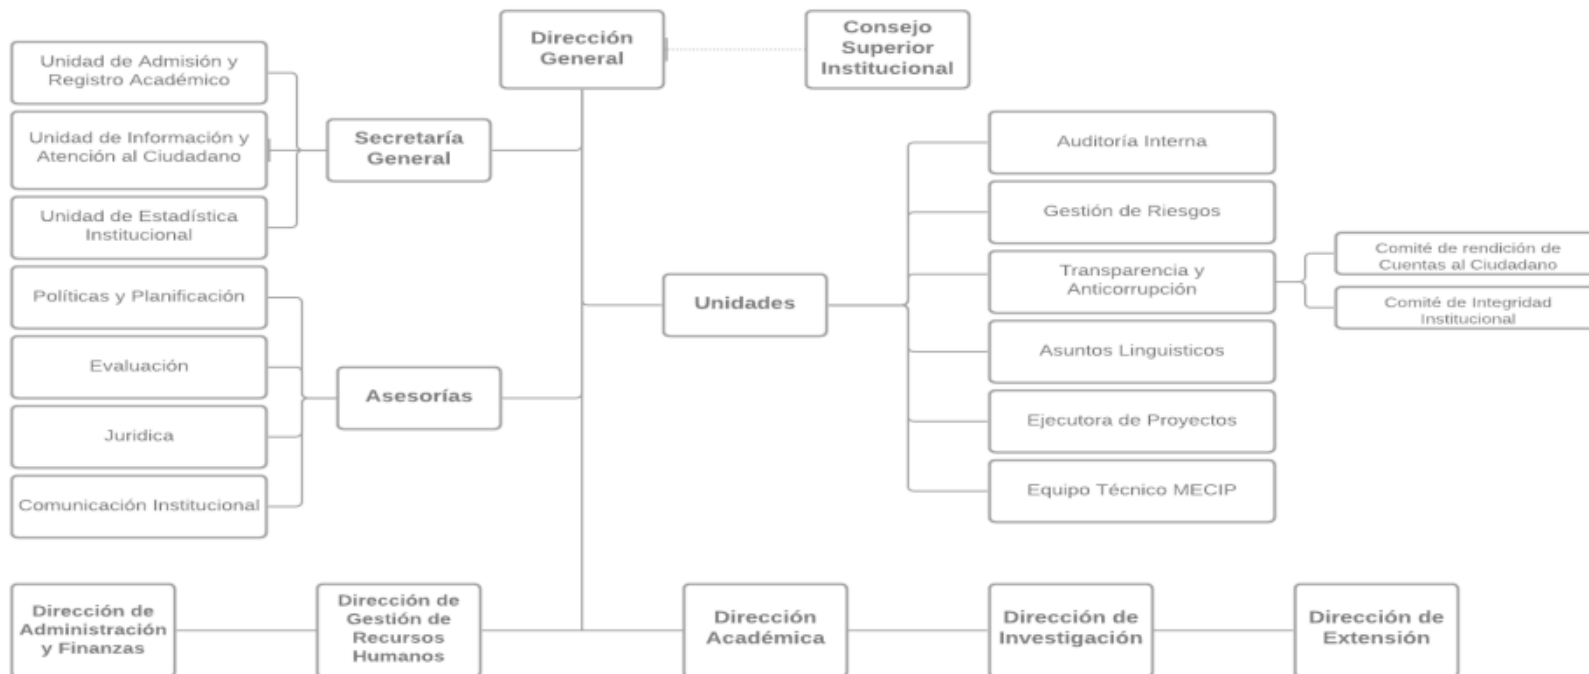 Dirección
General
Consejo
Superior
Institucional
Unidad de Admisión y
Registro Académico
Unidad de Información y
Atención al Ciudadano
Unidad de Estadística
Institucional
Secretaría
General
Políticas y Planificación
Evaluación
Juridica
Comunicación Institucional
Asesorías
Unidades
Auditoría Interna
Gestión de Riesgos
Transparencia y
Anticorrupción
Asuntos Linguisticos
Ejecutora de Proyectos
Equipo Técnico MECIP
Comité de rendición de
Cuentas al Ciudadano
Comité de Integridad
Institucional
Dirección de
Administración
y Finanzas
Dirección de
Gestión de
Recursos
Humanos
Dirección
Académica
Dirección de
Investigación
Dirección de
Extensión